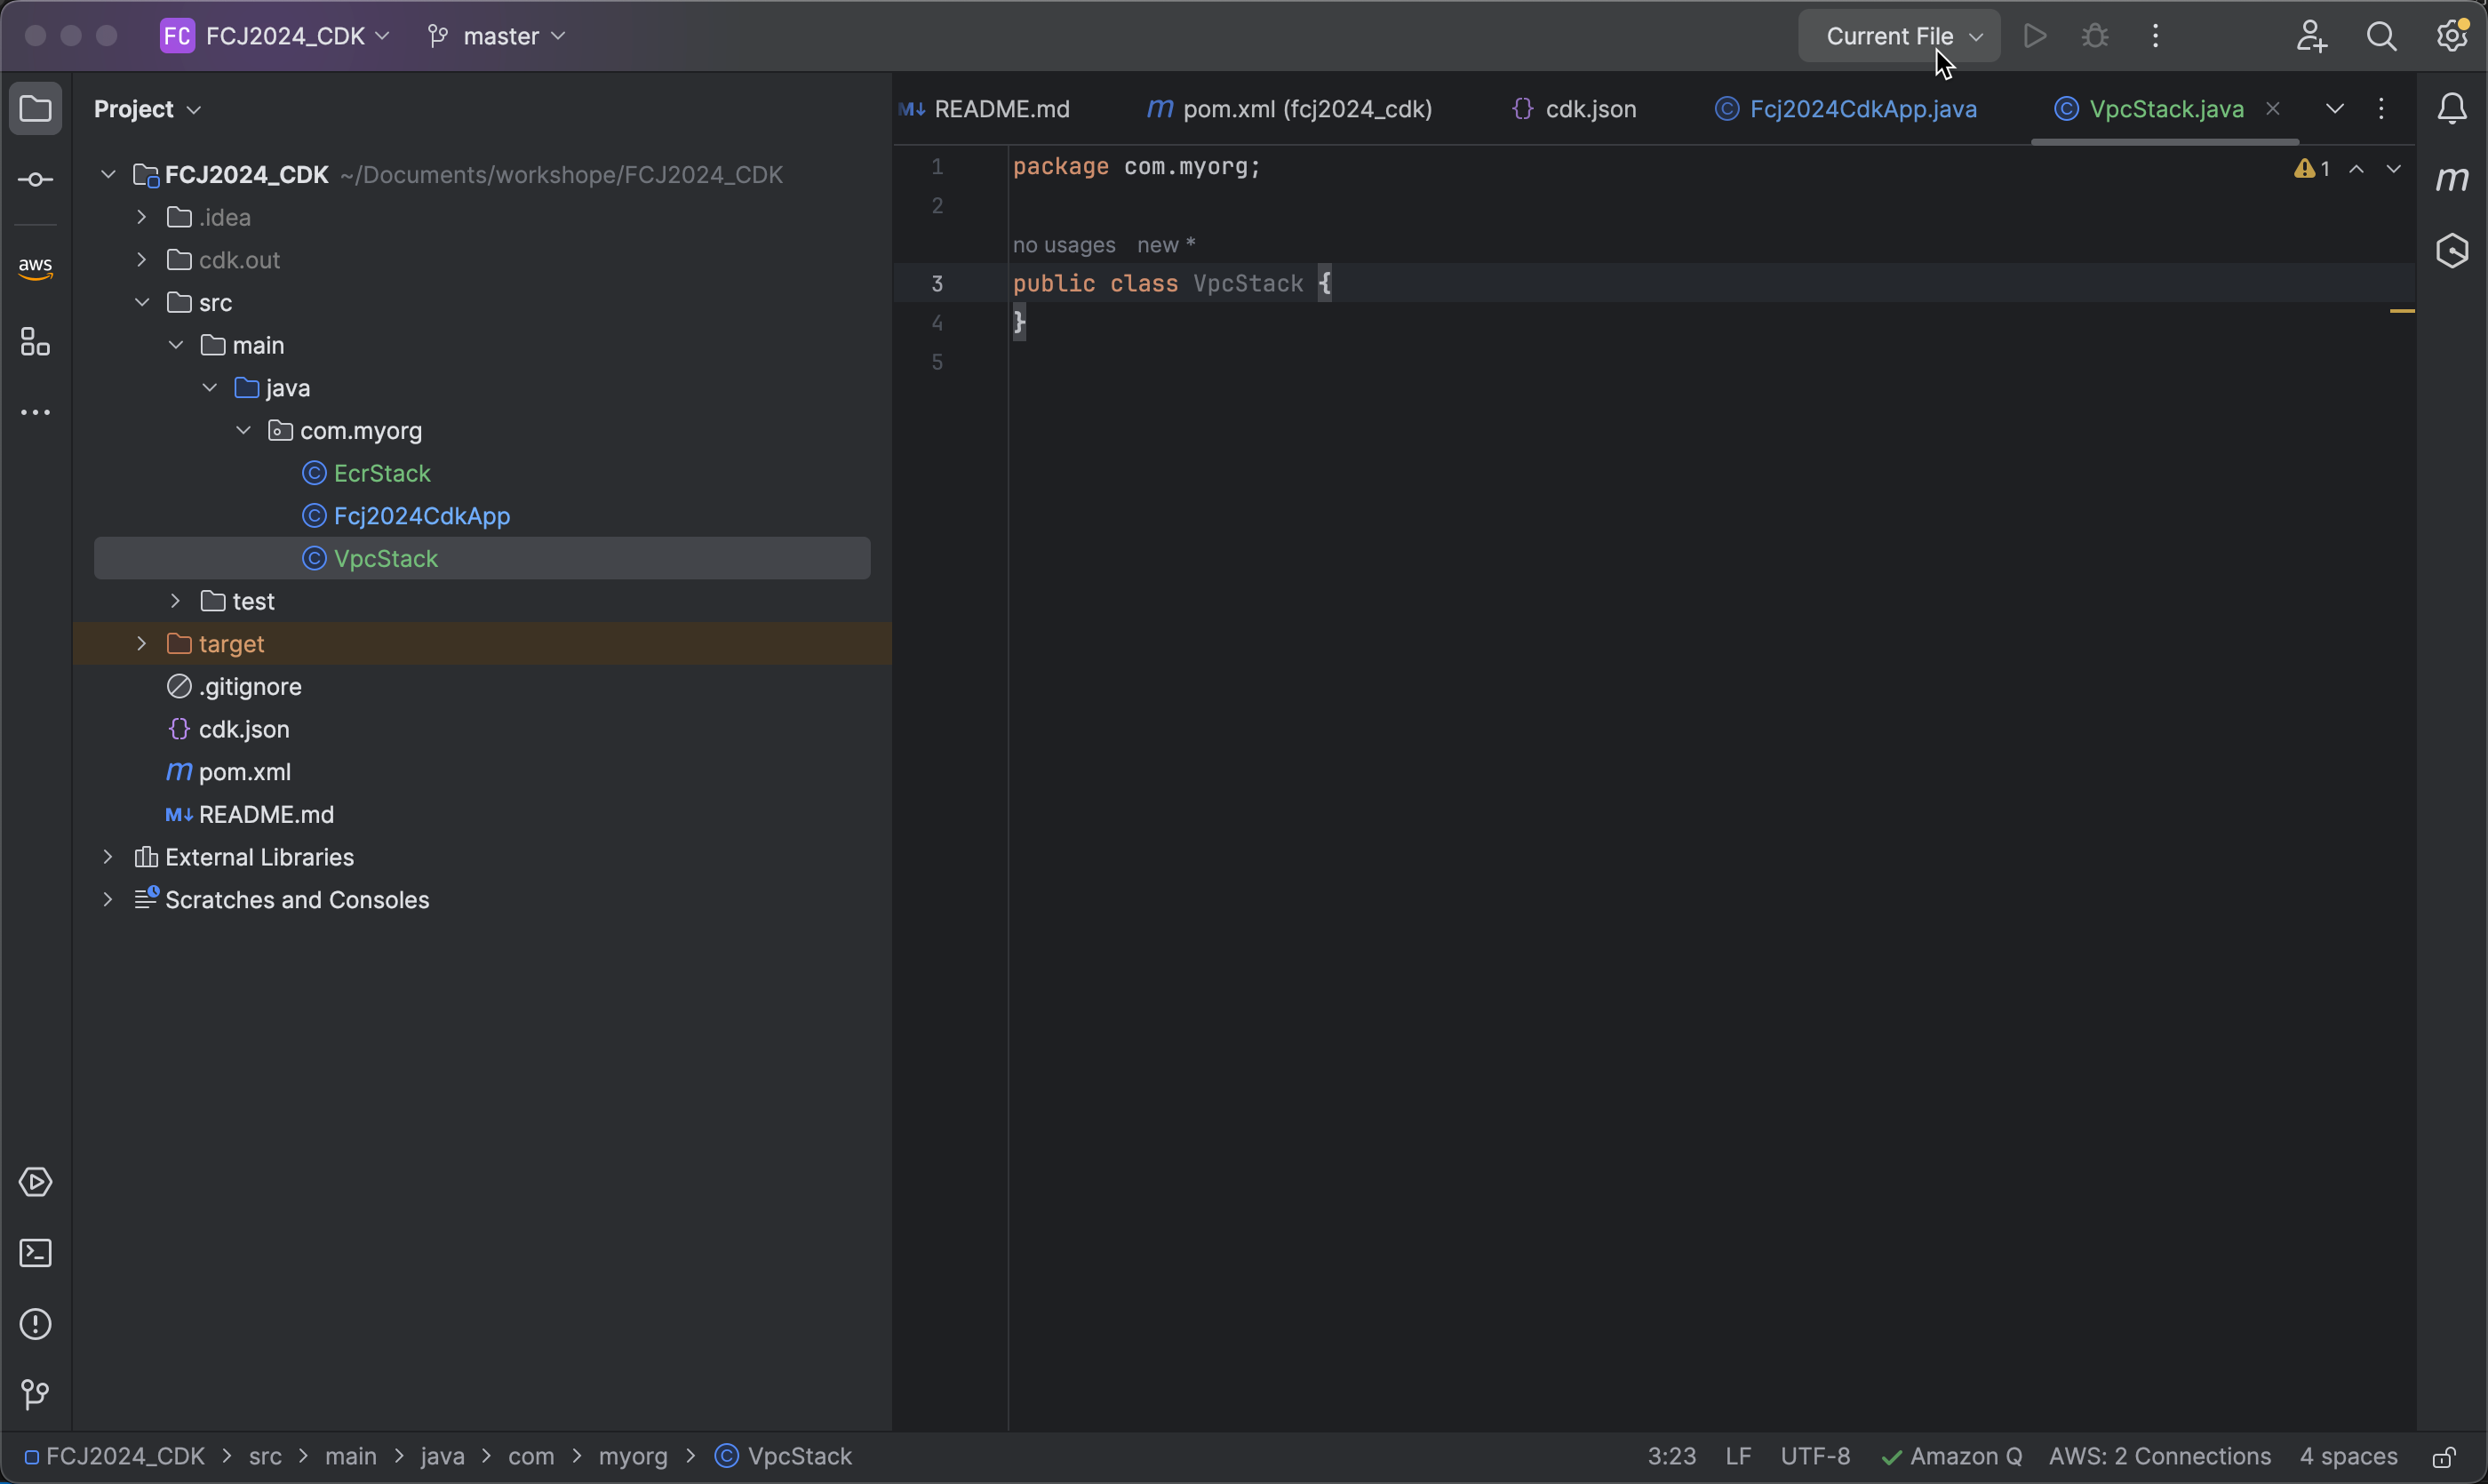 FC FCJ2024_CDK master Current File
Project
README.md pom.xml (fcj2024_cdk) cdk.json Fcj2024CdkApp.java VpcStack.java
FCJ2024_CDK ~/Documents/workshope/FCJ2024_CDK
.idea
cdk.out
aws
src
main
java
com.myorg
EcrStack
Fcj2024CdkApp
VpcStack
test
target
.gitignore
{} cdk.json
m pom.xml
M↓ README.md
External Libraries
Scratches and Consoles
1 package com.myorg;
2
no usages new *
3 public class VpcStack {
4 }
5
1
FCJ2024_CDK > src > main > java > com > myorg > VpcStack
3:23 LF UTF-8 Amazon Q AWS: 2 Connections 4 spaces